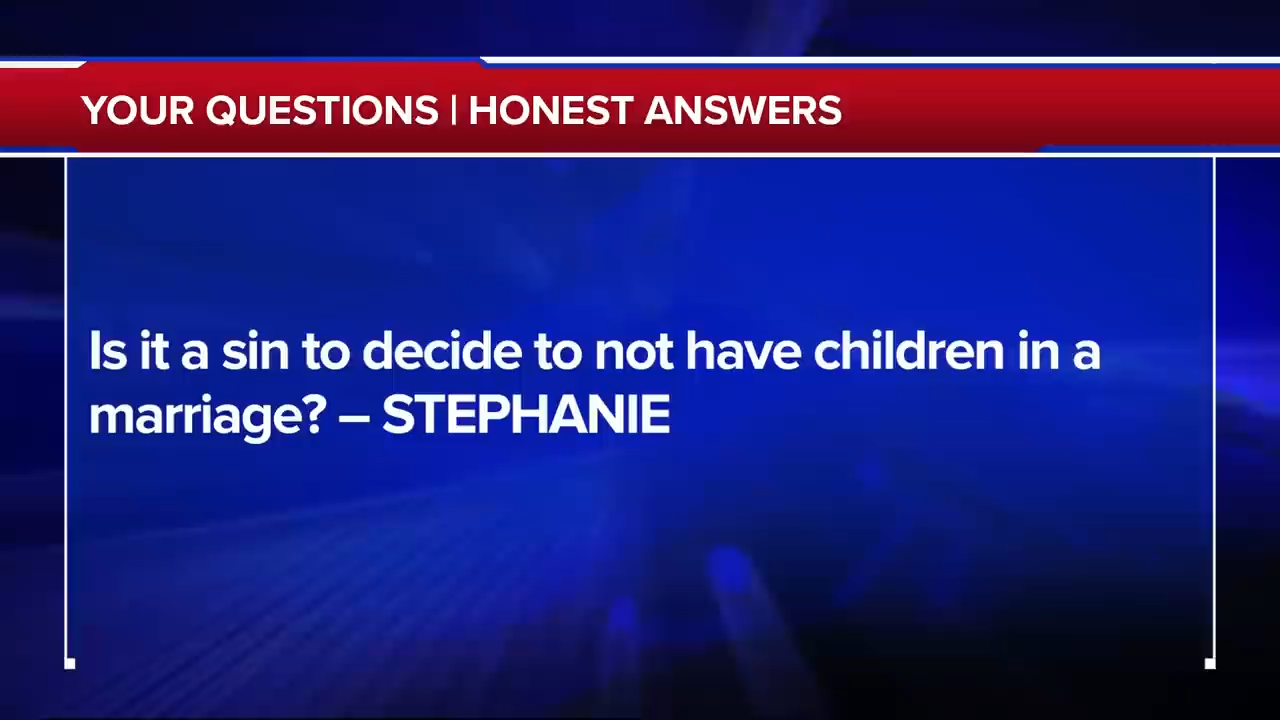 YOUR QUESTIONS | HONEST ANSWERS
Is it a sin to decide to not have children in a
marriage? – STEPHANIE